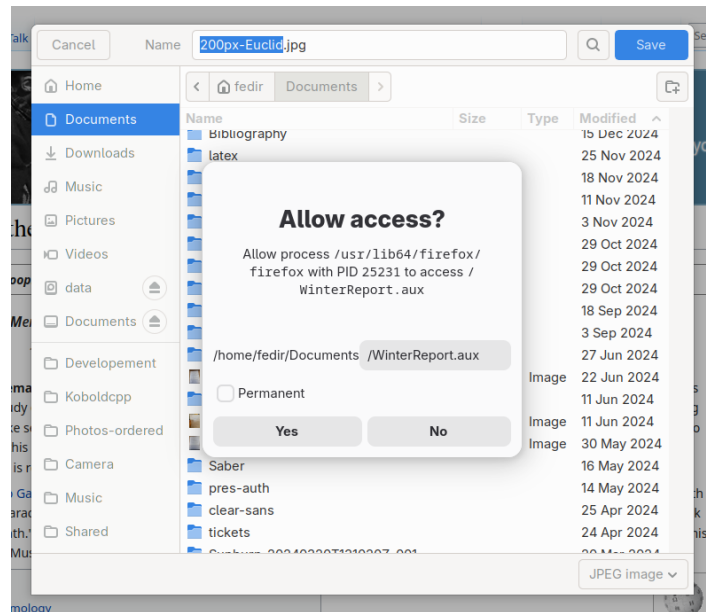 Talk
Cancel
Name
200px-Euclid.jpg
Save
Se
Home
fedir
Documents
Documents
Name
Size
Type
Modified
Bibliography
15 Dec 2024
Downloads
latex
25 Nov 2024
18 Nov 2024
Music
11 Nov 2024
Pictures
3 Nov 2024
the
Allow access?
29 Oct 2024
Videos
Allow process /usr/lib64/firefox/
firefox with PID 25231 to access /
WinterReport.aux
29 Oct 2024
data
29 Oct 2024
18 Sep 2024
Documents
3 Sep 2024
/home/fedir/Documents
/WinterReport.aux
27 Jun 2024
Developement
Image
22 Jun 2024
Permanent
Koboldcpp
11 Jun 2024
Image
11 Jun 2024
Photos-ordered
Yes
No
Image
30 May 2024
Camera
Saber
16 May 2024
pres-auth
14 May 2024
Music
clear-sans
25 Apr 2024
Shared
tickets
24 Apr 2024
JPEG image